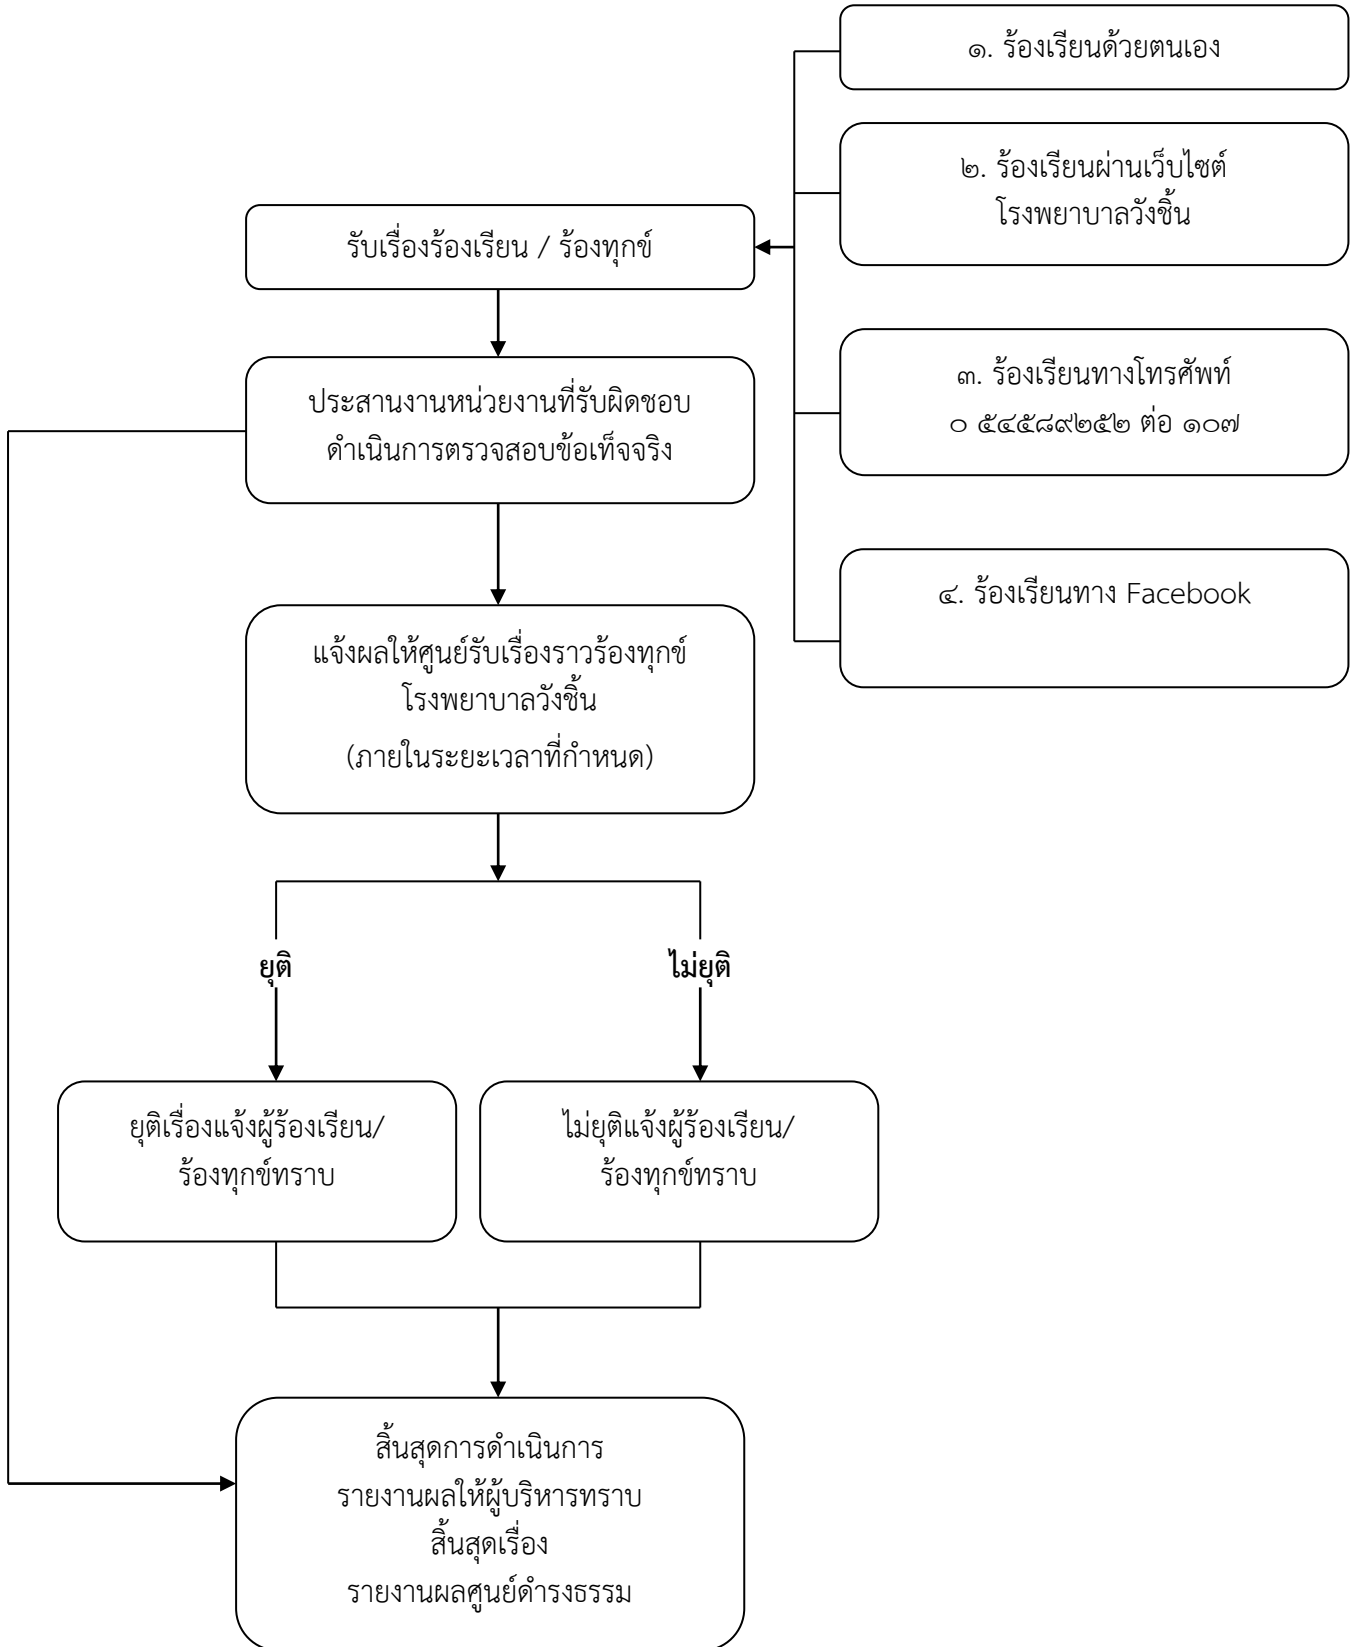 ๑. ร้องเรียนด้วยตนเอง
๒. ร้องเรียนผ่านเว็บไซต์
โรงพยาบาลวังชิ้น
รับเรื่องร้องเรียน / ร้องทุกข์
๓. ร้องเรียนทางโทรศัพท์
๐ ๕๔๕๘๙๒๕๒ ต่อ ๑๐๗
ประสานงานหน่วยงานที่รับผิดชอบ
ดำเนินการตรวจสอบข้อเท็จจริง
๔. ร้องเรียนทาง Facebook
แจ้งผลให้ศูนย์รับเรื่องราวร้องทุกข์
โรงพยาบาลวังชิ้น
(ภายในระยะเวลาที่กำหนด)
ยุติ
ไม่ยุติ
ยุติเรื่องแจ้งผู้ร้องเรียน/
ร้องทุกข์ทราบ
ไม่ยุติแจ้งผู้ร้องเรียน/
ร้องทุกข์ทราบ
สิ้นสุดการดำเนินการ
รายงานผลให้ผู้บริหารทราบ
สิ้นสุดเรื่อง
รายงานผลศูนย์ดำรงธรรม